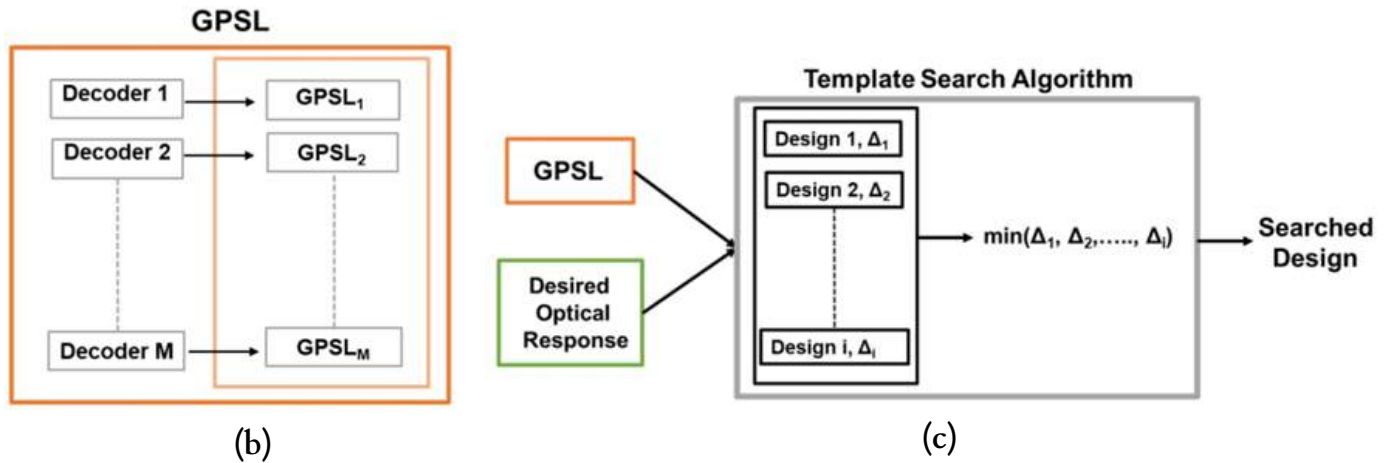 GPSL
Decoder 1
GPSL₁
Decoder 2
GPSL₂
Decoder M
GPSL_M
(b)
Template Search Algorithm
GPSL
Desired
Optical
Response
Design 1, Δ₁
Design 2, Δ₂
Design i, Δᵢ
min(Δ₁, Δ₂,....., Δᵢ)
Searched
Design
(c)